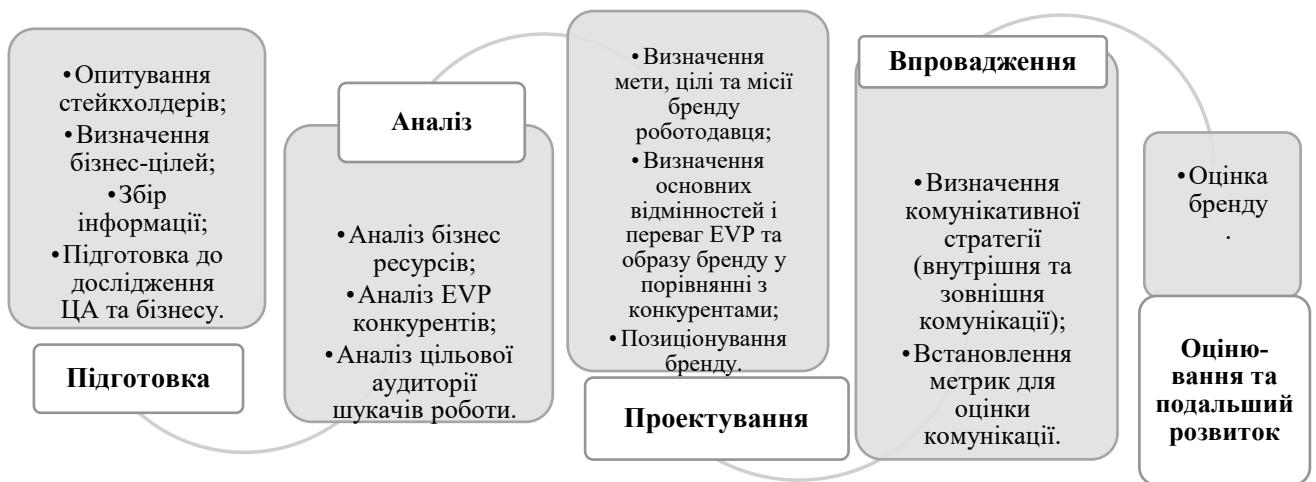 •Опитування
стейкхолдерів;
•Визначення
бізнес-цілей;
•Збір
інформації;
•Підготовка до
дослідження
ЦА та бізнесу.
Підготовка
Аналіз
•Аналіз бізнес
ресурсів;
•Аналіз EVP
конкурентів;
•Аналіз цільової
аудиторії
шукачів роботи.
•Визначення
мети, цілі та місії
бренду
роботодавця;
•Визначення
основних
відмінностей і
переваг EVP та
образу бренду у
порівнянні з
конкурентами;
•Позиціонування
бренду.
Проектування
Впровадження
•Визначення
комунікативної
стратегії
(внутрішня та
зовнішня
комунікації);
•Встановлення
метрик для
оцінки
комунікації.
•Оцінка
бренду
.
Оціню-
вання та
подальший
розвиток